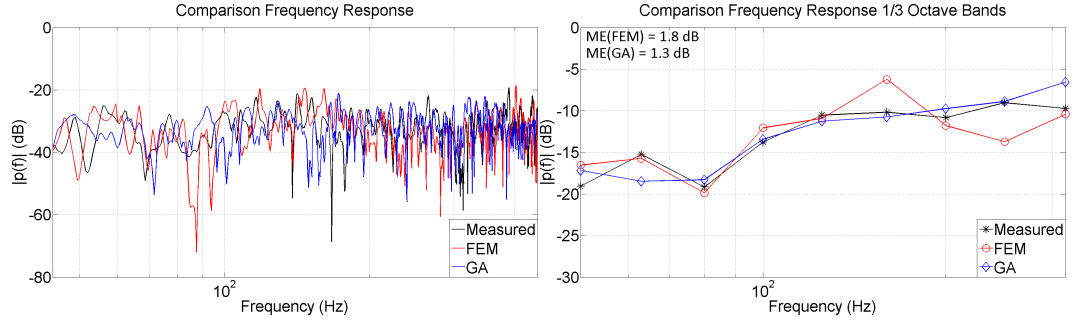 Comparison Frequency Response
0
-20
-40
-60
-80
|p(f)| (dB)
10²
Frequency (Hz)
Measured
FEM
GA
Comparison Frequency Response 1/3 Octave Bands
ME(FEM) = 1.8 dB
ME(GA) = 1.3 dB
0
-5
-10
-15
-20
-25
-30
|p(f)| (dB)
10²
Frequency (Hz)
Measured
FEM
GA